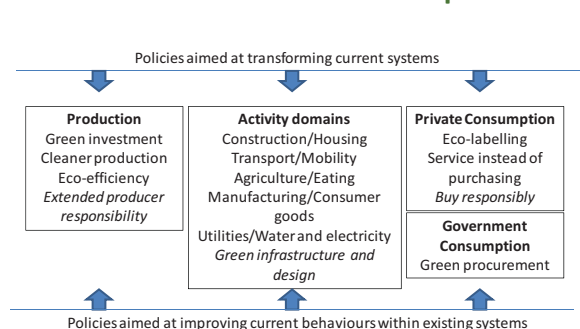 Policies aimed at transforming current systems
Production
Green investment
Cleaner production
Eco-efficiency
Extended producer
responsibility
Activity domains
Construction/Housing
Transport/Mobility
Agriculture/Eating
Manufacturing/Consumer
goods
Utilities/Water and electricity
Green infrastructure and
design
Private Consumption
Eco-labelling
Service instead of
purchasing
Buy responsibly
Government
Consumption
Green procurement
Policies aimed at improving current behaviours within existing systems